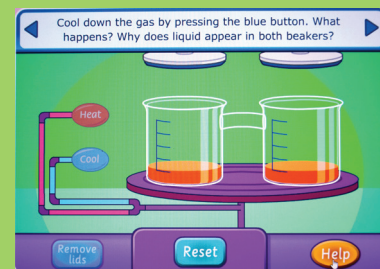 Cool down the gas by pressing the blue button. What
happens? Why does liquid appear in both beakers?
Heat
Cool
Remove
lids
Reset
Help